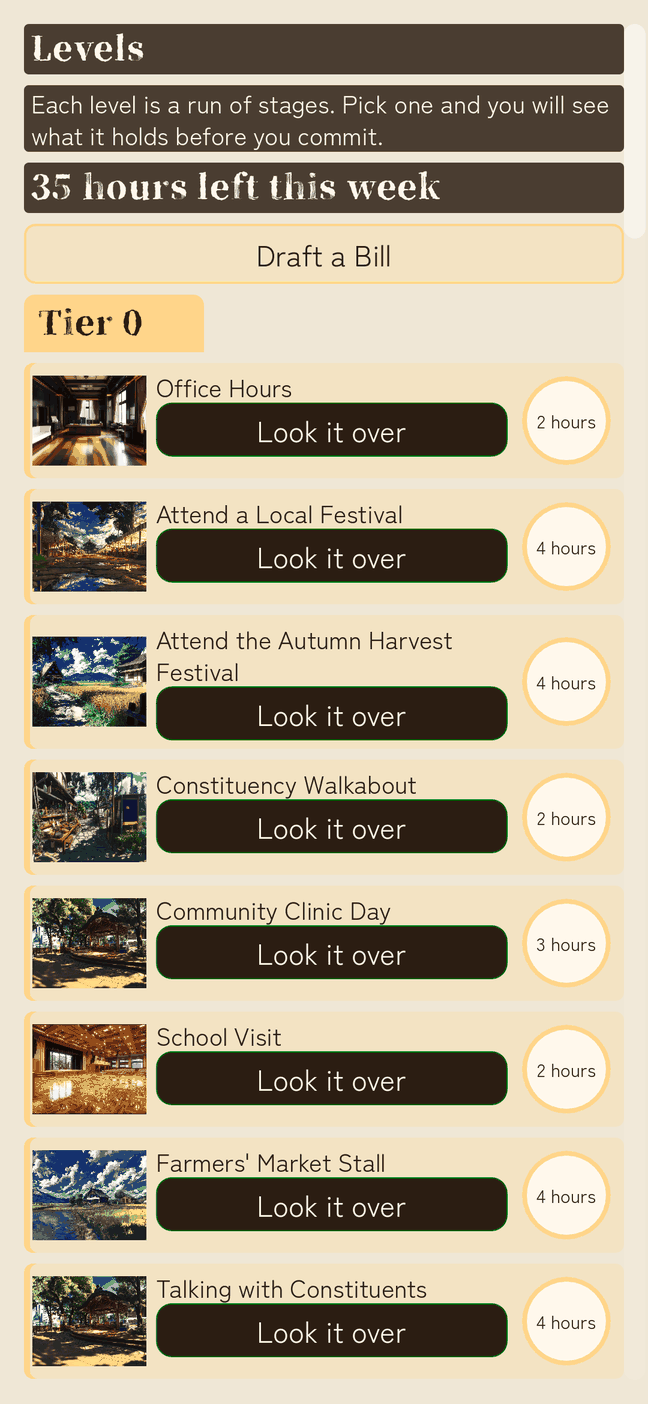 Levels
Each level is a run of stages. Pick one and you will see
what it holds before you commit.
35 hours left this week
Draft a Bill
Tier 0
Office Hours
Look it over
2 hours
Attend a Local Festival
Look it over
4 hours
Attend the Autumn Harvest
Festival
Look it over
4 hours
Constituency Walkabout
Look it over
2 hours
Community Clinic Day
Look it over
3 hours
School Visit
Look it over
2 hours
Farmers' Market Stall
Look it over
4 hours
Talking with Constituents
Look it over
4 hours